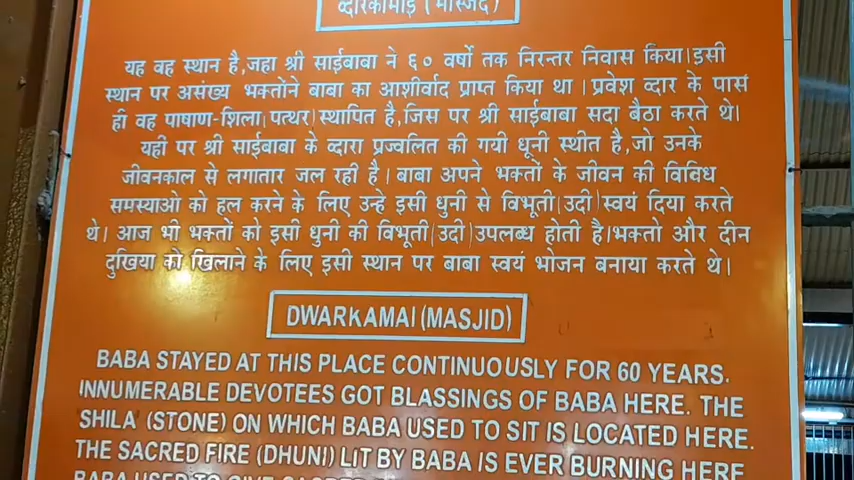 व्दारकामाई (मस्जिद)
यह वह स्थान है,जहा श्री साईबाबा ने ६० वर्षो तक निरन्तर निवास किया।इसी
स्थान पर असंख्य भक्तोंने बाबा का आशीर्वाद प्राप्त किया था।प्रवेश व्दार के पास
ही वह पाषाण-शिला(पत्थर)स्थापित है,जिस पर श्री साईबाबा सदा बैठा करते थे।
यही पर श्री साईबाबा के व्दारा प्रज्वलित की गयी धूनी स्थीत है,जो उनके
जीवनकाल से लगातार जल रही है।बाबा अपने भक्तों के जीवन की विविध
समस्याओ को हल करने के लिए उन्हे इसी धुनी से विभूती(उदी)स्वयं दिया करते
थे।आज भी भक्तों को इसी धुनी की विभूती(उदी)उपलब्ध होती है।भक्तो और दीन
दुखिया को खिलाने के लिए इसी स्थान पर बाबा स्वयं भोजन बनाया करते थे।
DWARKAMAI (MASJID)
BABA STAYED AT THIS PLACE CONTINUOUSLY FOR 60 YEARS.
INNUMERABLE DEVOTEES GOT BLASSINGS OF BABA HERE. THE
SHILA (STONE) ON WHICH BABA USED TO SIT IS LOCATED HERE.
THE SACRED FIRE (DHUNI) LIT BY BABA IS EVER BURNING HERE
BABA USED TO GIVE SACRED